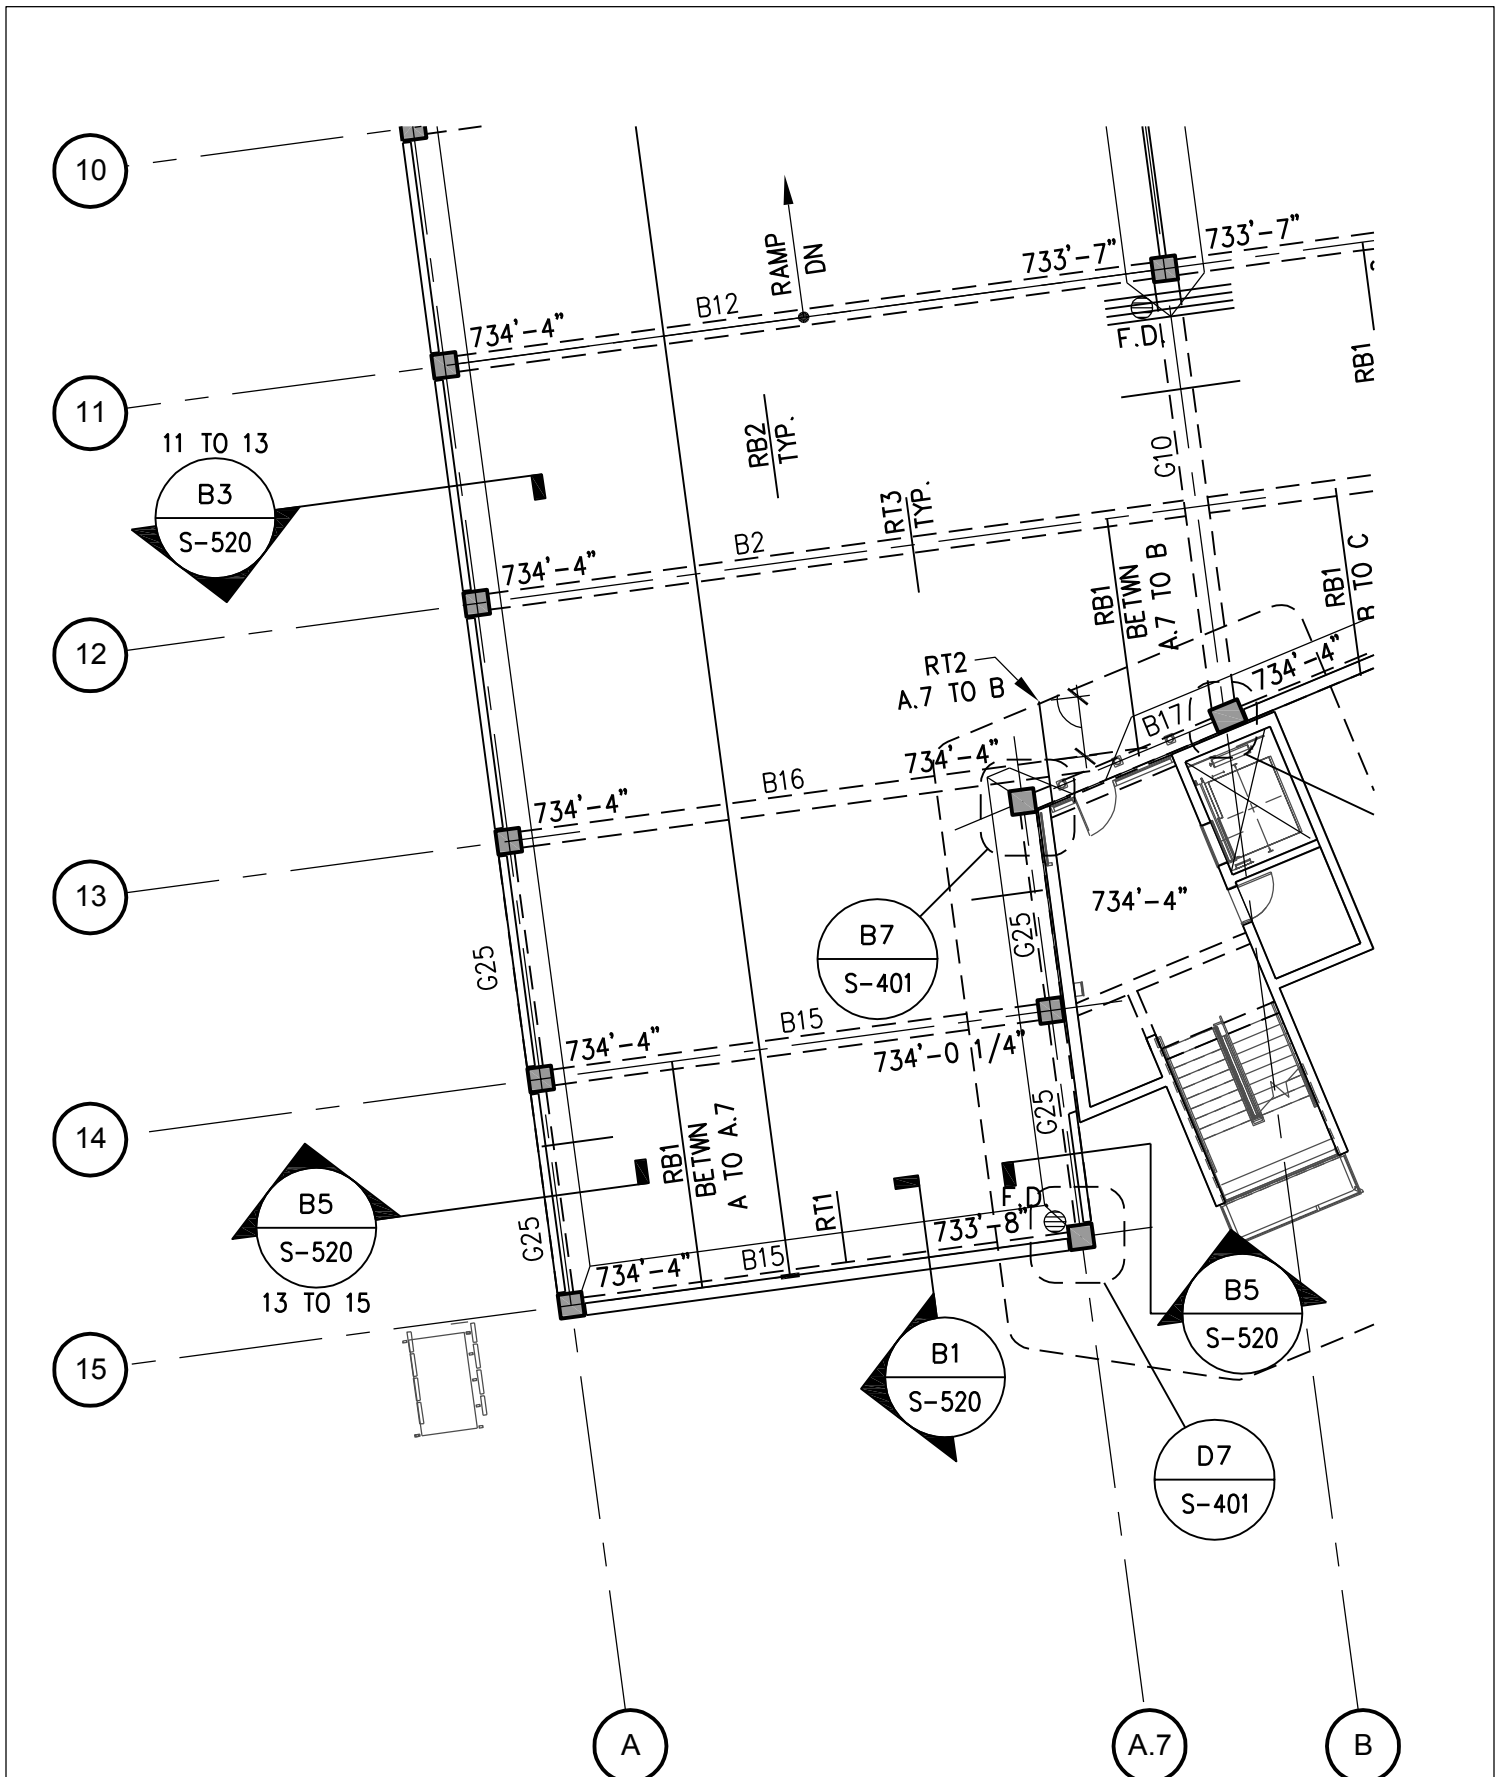 10
733'-7"
733'-7"
RAMP
DN
B12
734'-4"
F.D.
RB1
11
11 TO 13
B3
S-520
RB2
TYP.
G10
RT3
TYP.
B2
734'-4"
RB1
BETWN
A.7 TO B
RB1
B TO C
12
RT2
A.7 TO B
734'-4"
B17
734'-4"
B16
734'-4"
13
734'-4"
B7
S-401
G25
G25
B15
734'-4"
734'-0 1/4"
14
G25
RB1
BETWN
A TO A.7
B5
S-520
13 TO 15
G25
RT1
F.D.
733'-8"
B15
734'-4"
B5
S-520
15
B1
S-520
D7
S-401
A
A.7
B